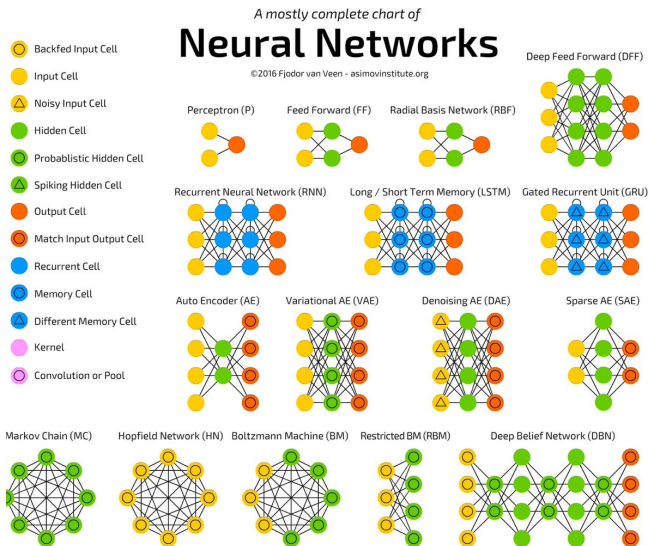 A mostly complete chart of
Neural Networks
©2016 Fjodor van Veen - asimovinstitute.org
Backfed Input Cell
Input Cell
Noisy Input Cell
Hidden Cell
Probablistic Hidden Cell
Spiking Hidden Cell
Output Cell
Match Input Output Cell
Recurrent Cell
Memory Cell
Different Memory Cell
Kernel
Convolution or Pool
Deep Feed Forward (DFF)
Perceptron (P)
Feed Forward (FF)
Radial Basis Network (RBF)
Recurrent Neural Network (RNN)
Long / Short Term Memory (LSTM)
Gated Recurrent Unit (GRU)
Auto Encoder (AE)
Variational AE (VAE)
Denoising AE (DAE)
Sparse AE (SAE)
Markov Chain (MC)
Hopfield Network (HN)
Boltzmann Machine (BM)
Restricted BM (RBM)
Deep Belief Network (DBN)